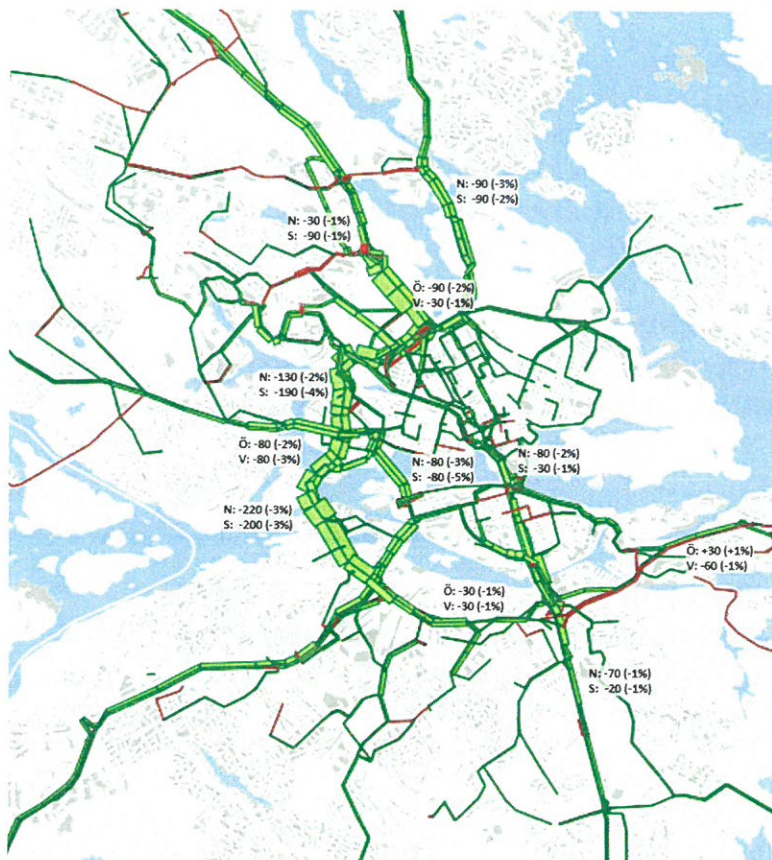 N: -90 (-3%)
S: -90 (-2%)
N: -30 (-1%)
S: -90 (-1%)
Ö: -90 (-2%)
V: -30 (-1%)
N: -130 (-2%)
S: -190 (-4%)
Ö: -80 (-2%)
V: -80 (-3%)
N: -80 (-3%)
S: -80 (-5%)
N: -80 (-2%)
S: -30 (-1%)
N: -220 (-3%)
S: -200 (-3%)
Ö: +30 (+1%)
V: -60 (-1%)
Ö: -30 (-1%)
V: -30 (-1%)
N: -70 (-1%)
S: -20 (-1%)